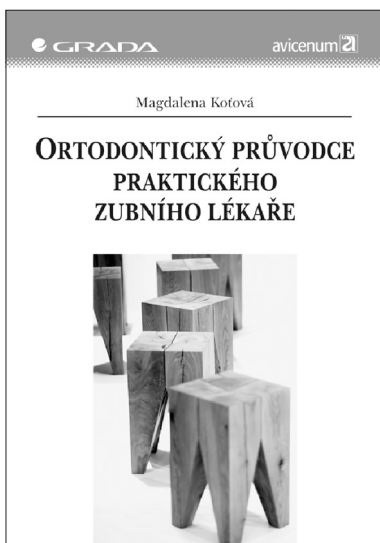 GRADA
avicenum
Magdalena Koťová
ORTODONTICKÝ PRŮVODCE
PRAKTICKÉHO
ZUBNÍHO LÉKAŘE